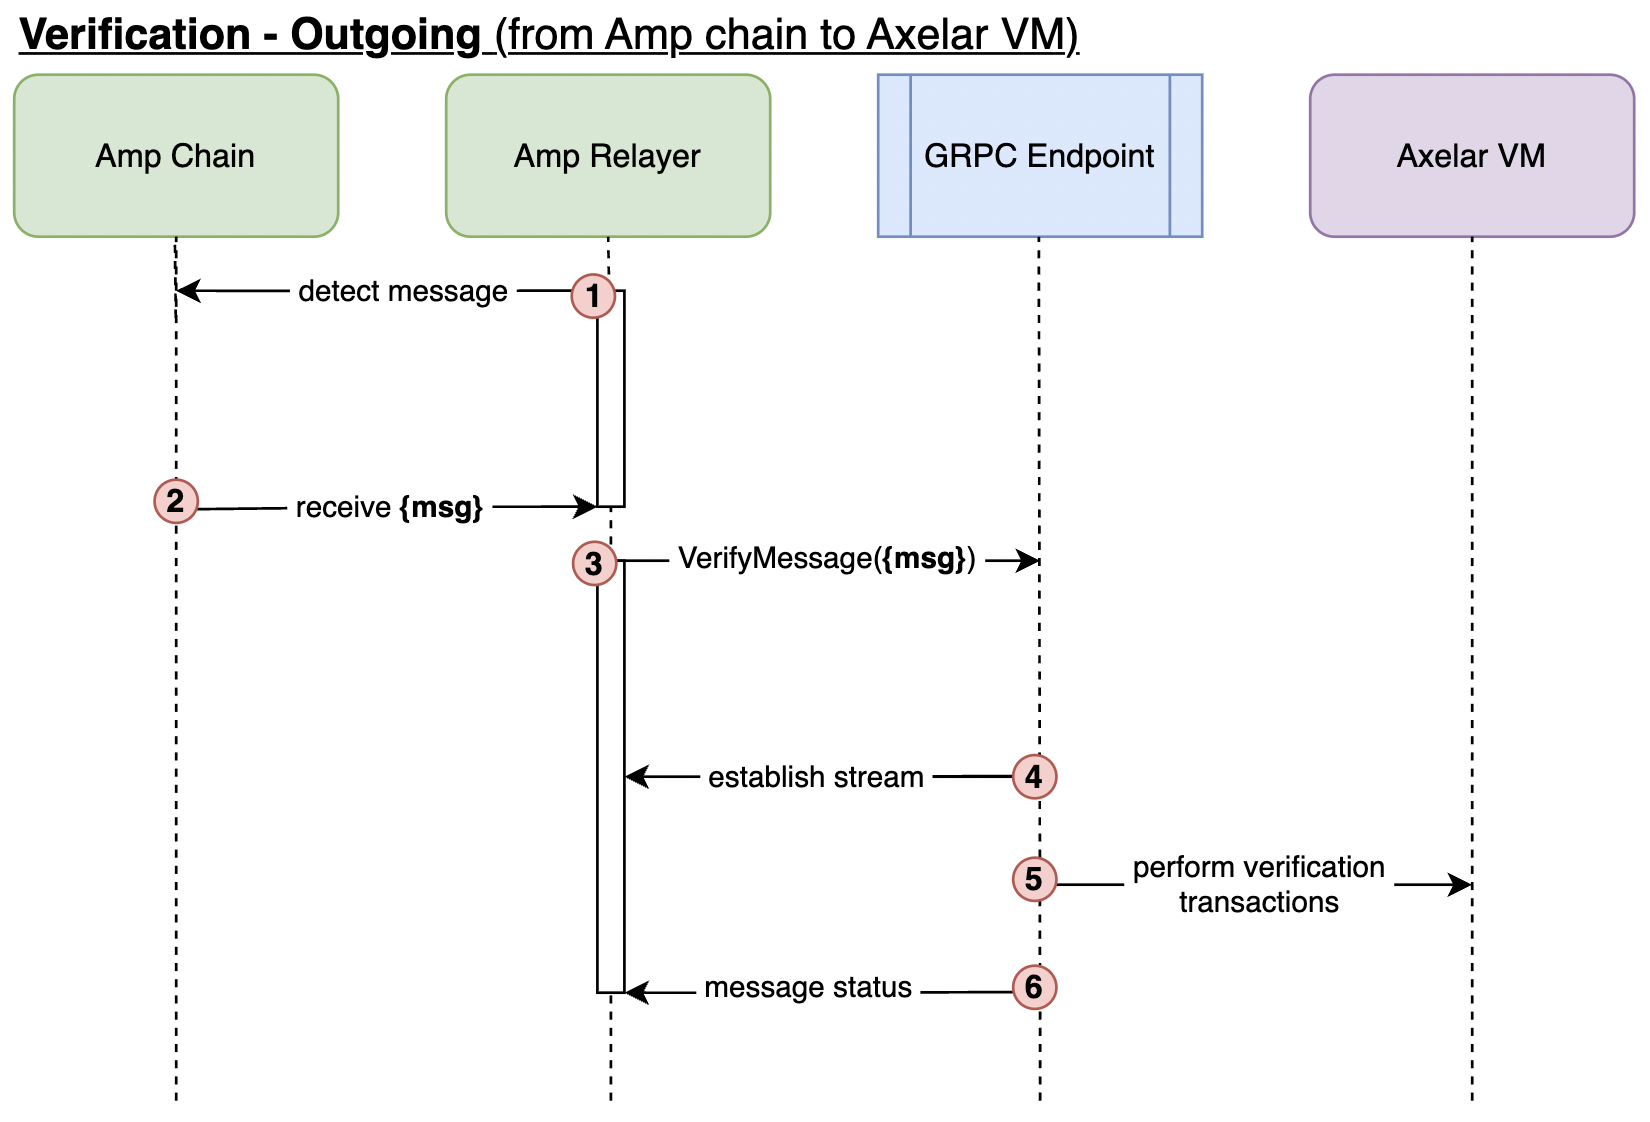 Verification - Outgoing (from Amp chain to Axelar VM)
Amp Chain
Amp Relayer
GRPC Endpoint
Axelar VM
detect message
1
2
receive {msg}
3
VerifyMessage({msg})
establish stream
4
5
perform verification
transactions
message status
6